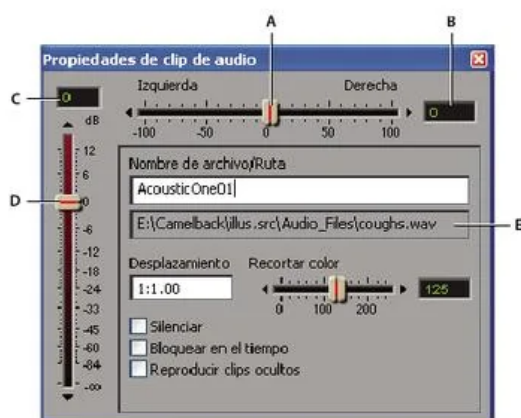 A
B
Propiedades de clip de audio
C
0
Izquierda
Derecha
0
dB
-100
-50
0
50
100
12
6
0
-6
-12
-18
-24
-33
-45
-60
-84
-∞
D
Nombre de archivo/Ruta
AcousticOne01
E:\Camelback\illus.src\Audio_Files\coughs.wav
E
Desplazamiento
Recortar color
1:1.00
125
0
100
200
Silenciar
Bloquear en el tiempo
Reproducir clips ocultos